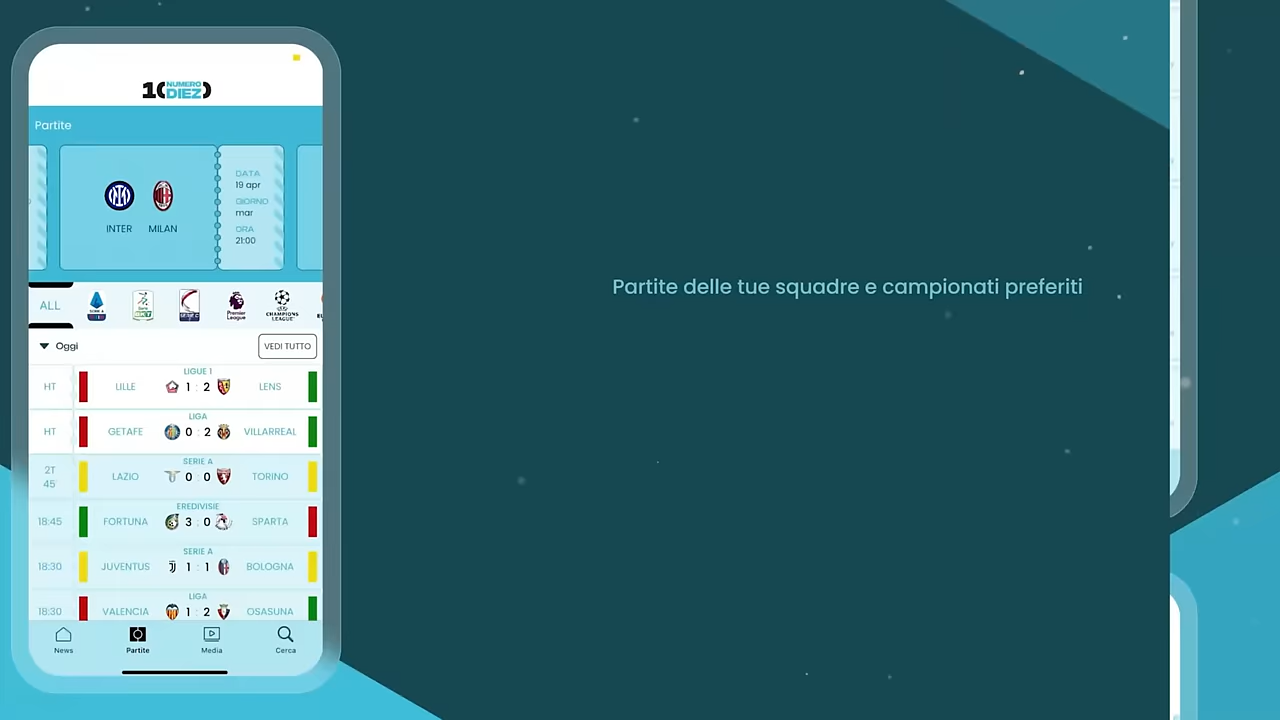 10 NUMERO DIEZ
Partite
INTER
MILAN
DATA
19 apr
GIORNO
mar
ORA
21:00
ALL
SERIE A
Premier
League
CHAMPIONS
LEAGUE
Oggi
VEDI TUTTO
LIGUE 1
HT LILLE 1 : 2 LENS
LIGA
HT GETAFE 0 : 2 VILLARREAL
SERIE A
2T 45' LAZIO 0 : 0 TORINO
EREDIVISIE
18:45 FORTUNA 3 : 0 SPARTA
SERIE A
18:30 JUVENTUS 1 : 1 BOLOGNA
LIGA
18:30 VALENCIA 1 : 2 OSASUNA
News
Partite
Media
Cerca
Partite delle tue squadre e campionati preferiti